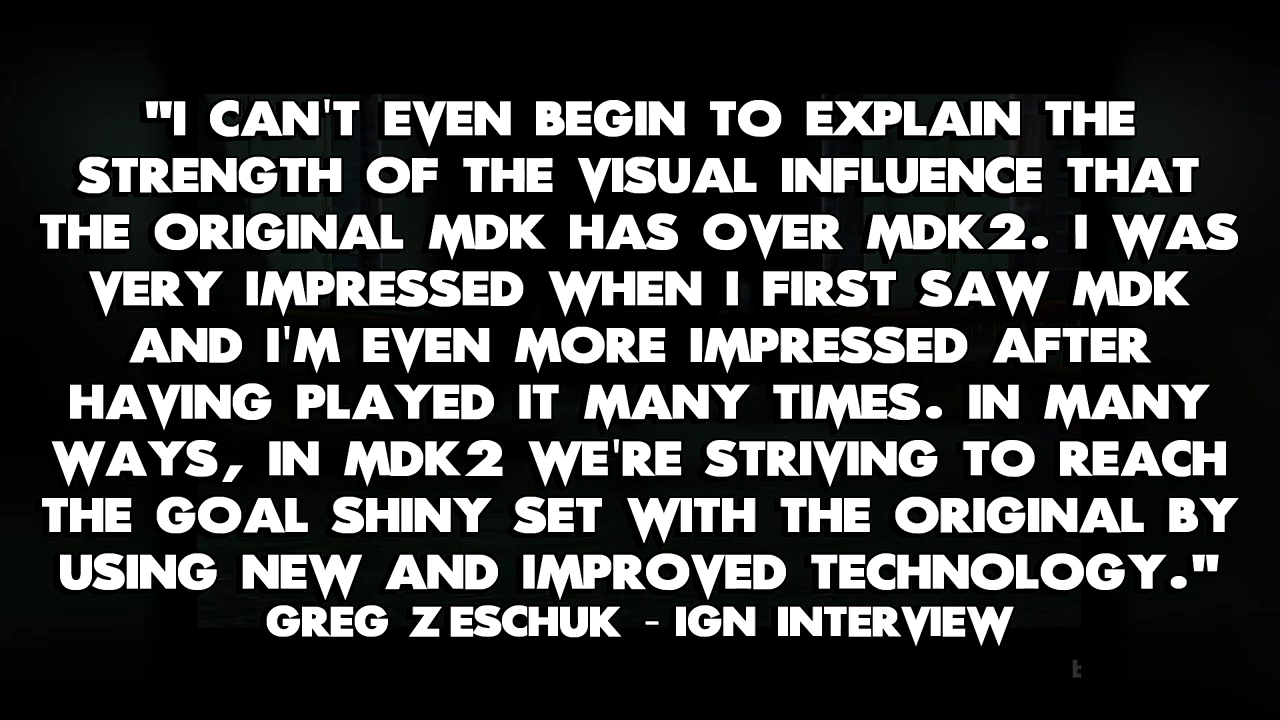 "I CAN'T EVEN BEGIN TO EXPLAIN THE
STRENGTH OF THE VISUAL INFLUENCE THAT
THE ORIGINAL MDK HAS OVER MDK2. I WAS
VERY IMPRESSED WHEN I FIRST SAW MDK
AND I'M EVEN MORE IMPRESSED AFTER
HAVING PLAYED IT MANY TIMES. IN MANY
WAYS, IN MDK2 WE'RE STRIVING TO REACH
THE GOAL SHINY SET WITH THE ORIGINAL BY
USING NEW AND IMPROVED TECHNOLOGY."
GREG ZESCHUK - IGN INTERVIEW